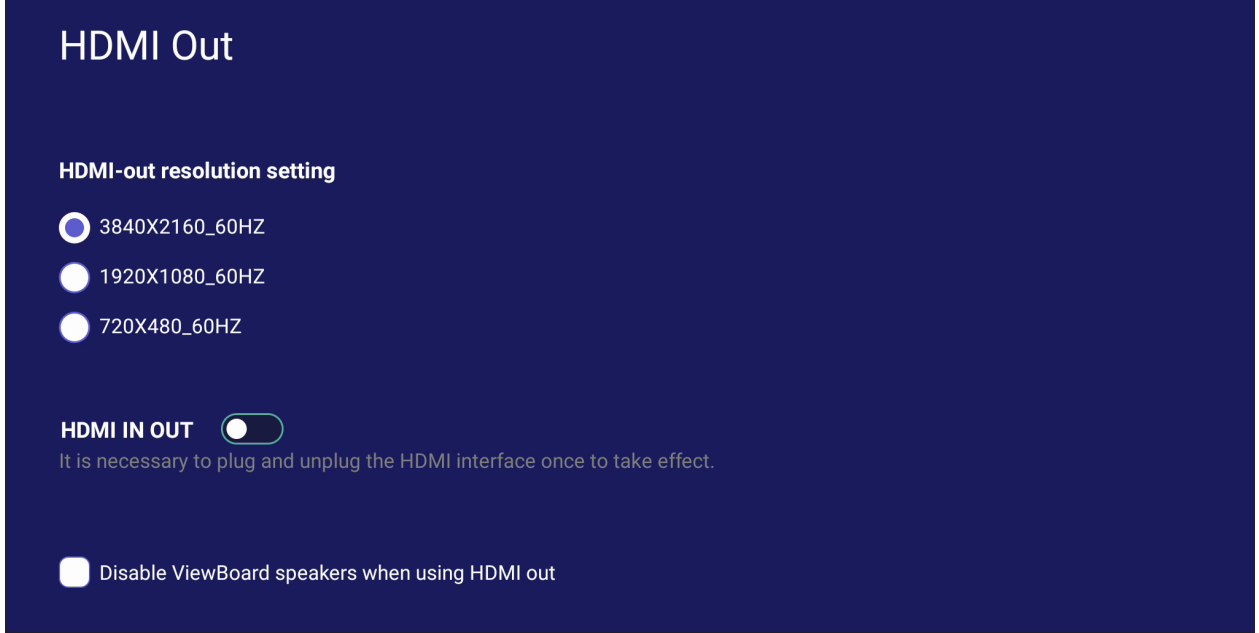 HDMI Out
HDMI-out resolution setting
3840X2160_60HZ
1920X1080_60HZ
720X480_60HZ
HDMI IN OUT
It is necessary to plug and unplug the HDMI interface once to take effect.
Disable ViewBoard speakers when using HDMI out